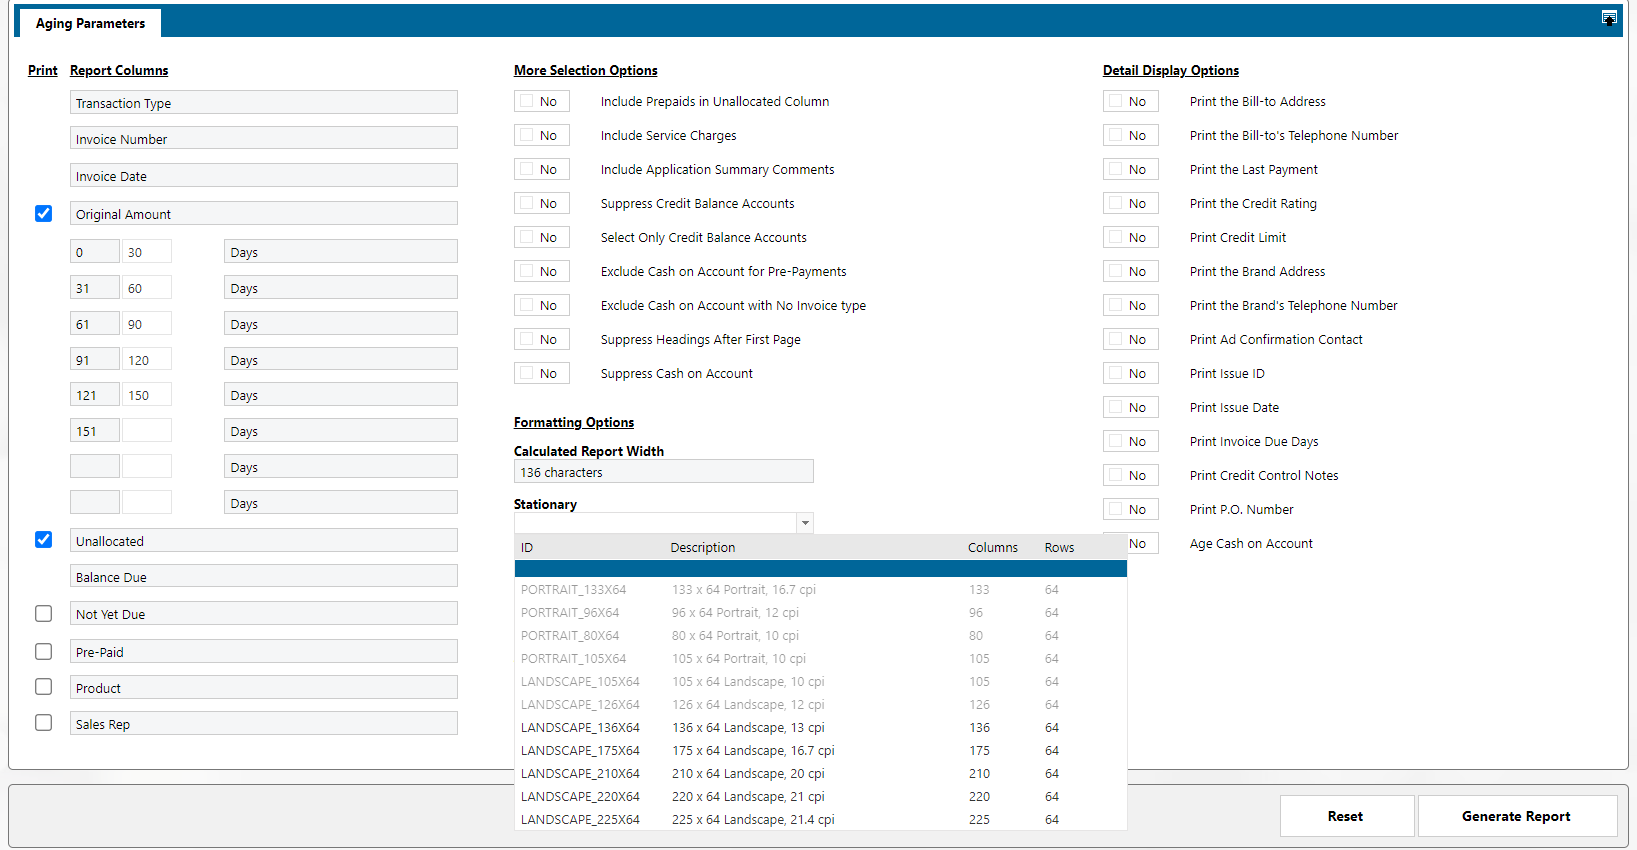 Aging Parameters
Print Report Columns
Transaction Type
Invoice Number
Invoice Date
Original Amount
0 30 Days
31 60 Days
61 90 Days
91 120 Days
121 150 Days
151 Days
Days
Days
Unallocated
Balance Due
Not Yet Due
Pre-Paid
Product
Sales Rep
More Selection Options
No Include Prepaids in Unallocated Column
No Include Service Charges
No Include Application Summary Comments
No Suppress Credit Balance Accounts
No Select Only Credit Balance Accounts
No Exclude Cash on Account for Pre-Payments
No Exclude Cash on Account with No Invoice type
No Suppress Headings After First Page
No Suppress Cash on Account
Formatting Options
Calculated Report Width
136 characters
Stationary
ID Description Columns Rows
PORTRAIT_133X64 133 x 64 Portrait, 16.7 cpi 133 64
PORTRAIT_96X64 96 x 64 Portrait, 12 cpi 96 64
PORTRAIT_80X64 80 x 64 Portrait, 10 cpi 80 64
PORTRAIT_105X64 105 x 64 Portrait, 10 cpi 105 64
LANDSCAPE_105X64 105 x 64 Landscape, 10 cpi 105 64
LANDSCAPE_126X64 126 x 64 Landscape, 12 cpi 126 64
LANDSCAPE_136X64 136 x 64 Landscape, 13 cpi 136 64
LANDSCAPE_175X64 175 x 64 Landscape, 16.7 cpi 175 64
LANDSCAPE_210X64 210 x 64 Landscape, 20 cpi 210 64
LANDSCAPE_220X64 220 x 64 Landscape, 21 cpi 220 64
LANDSCAPE_225X64 225 x 64 Landscape, 21.4 cpi 225 64
Detail Display Options
No Print the Bill-to Address
No Print the Bill-to's Telephone Number
No Print the Last Payment
No Print the Credit Rating
No Print Credit Limit
No Print the Brand Address
No Print the Brand's Telephone Number
No Print Ad Confirmation Contact
No Print Issue ID
No Print Issue Date
No Print Invoice Due Days
No Print Credit Control Notes
No Print P.O. Number
No Age Cash on Account
Reset
Generate Report